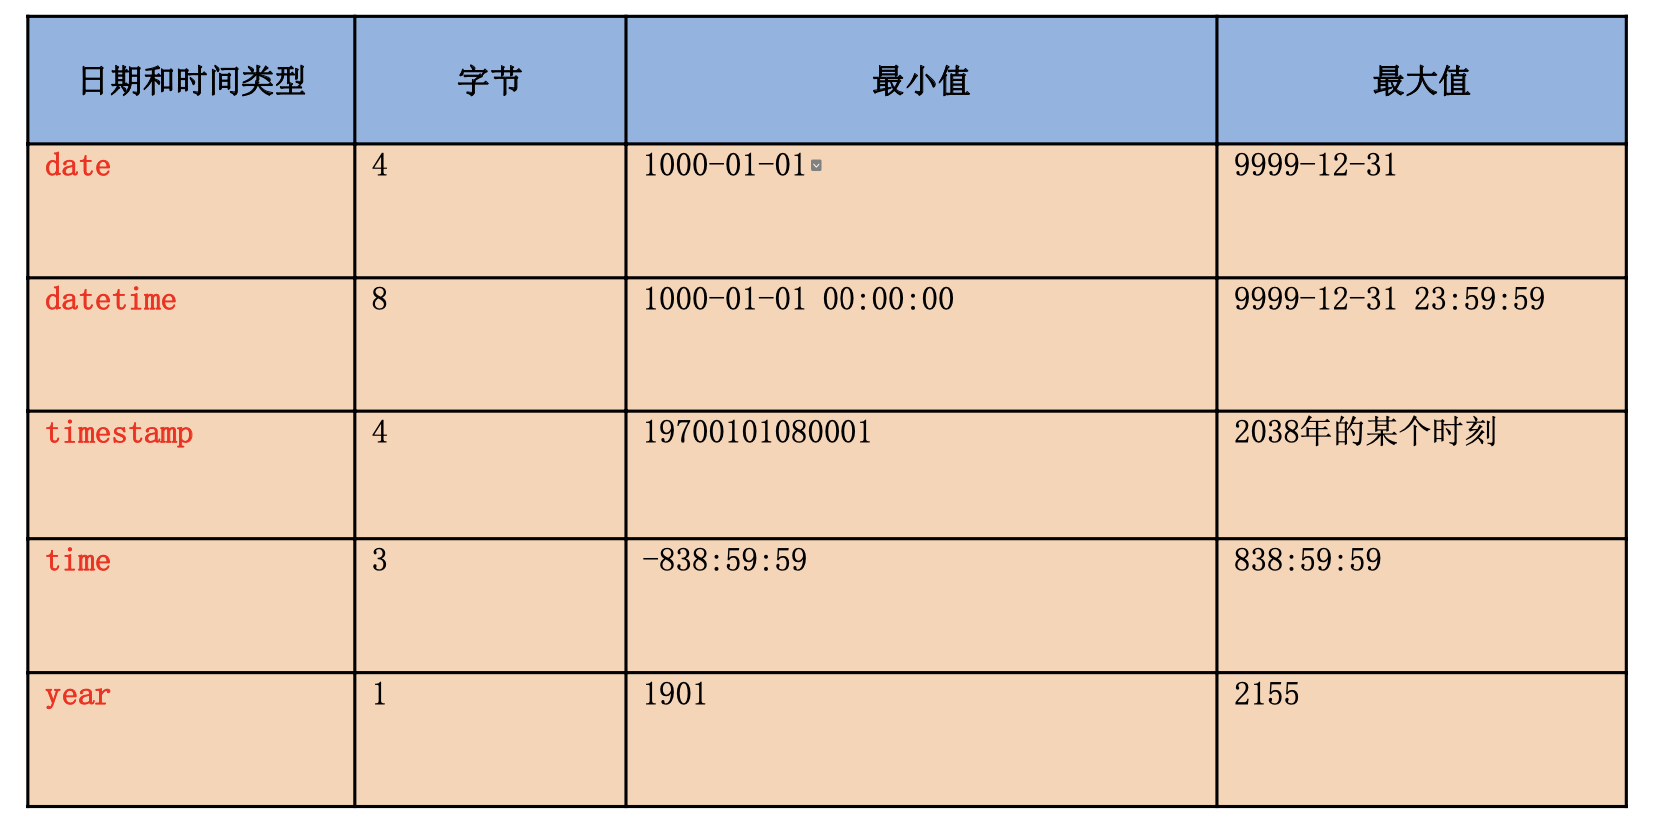 日期和时间类型 字节 最小值 最大值
date 4 1000-01-01 9999-12-31
datetime 8 1000-01-01 00:00:00 9999-12-31 23:59:59
timestamp 4 19700101080001 2038年的某个时刻
time 3 -838:59:59 838:59:59
year 1 1901 2155